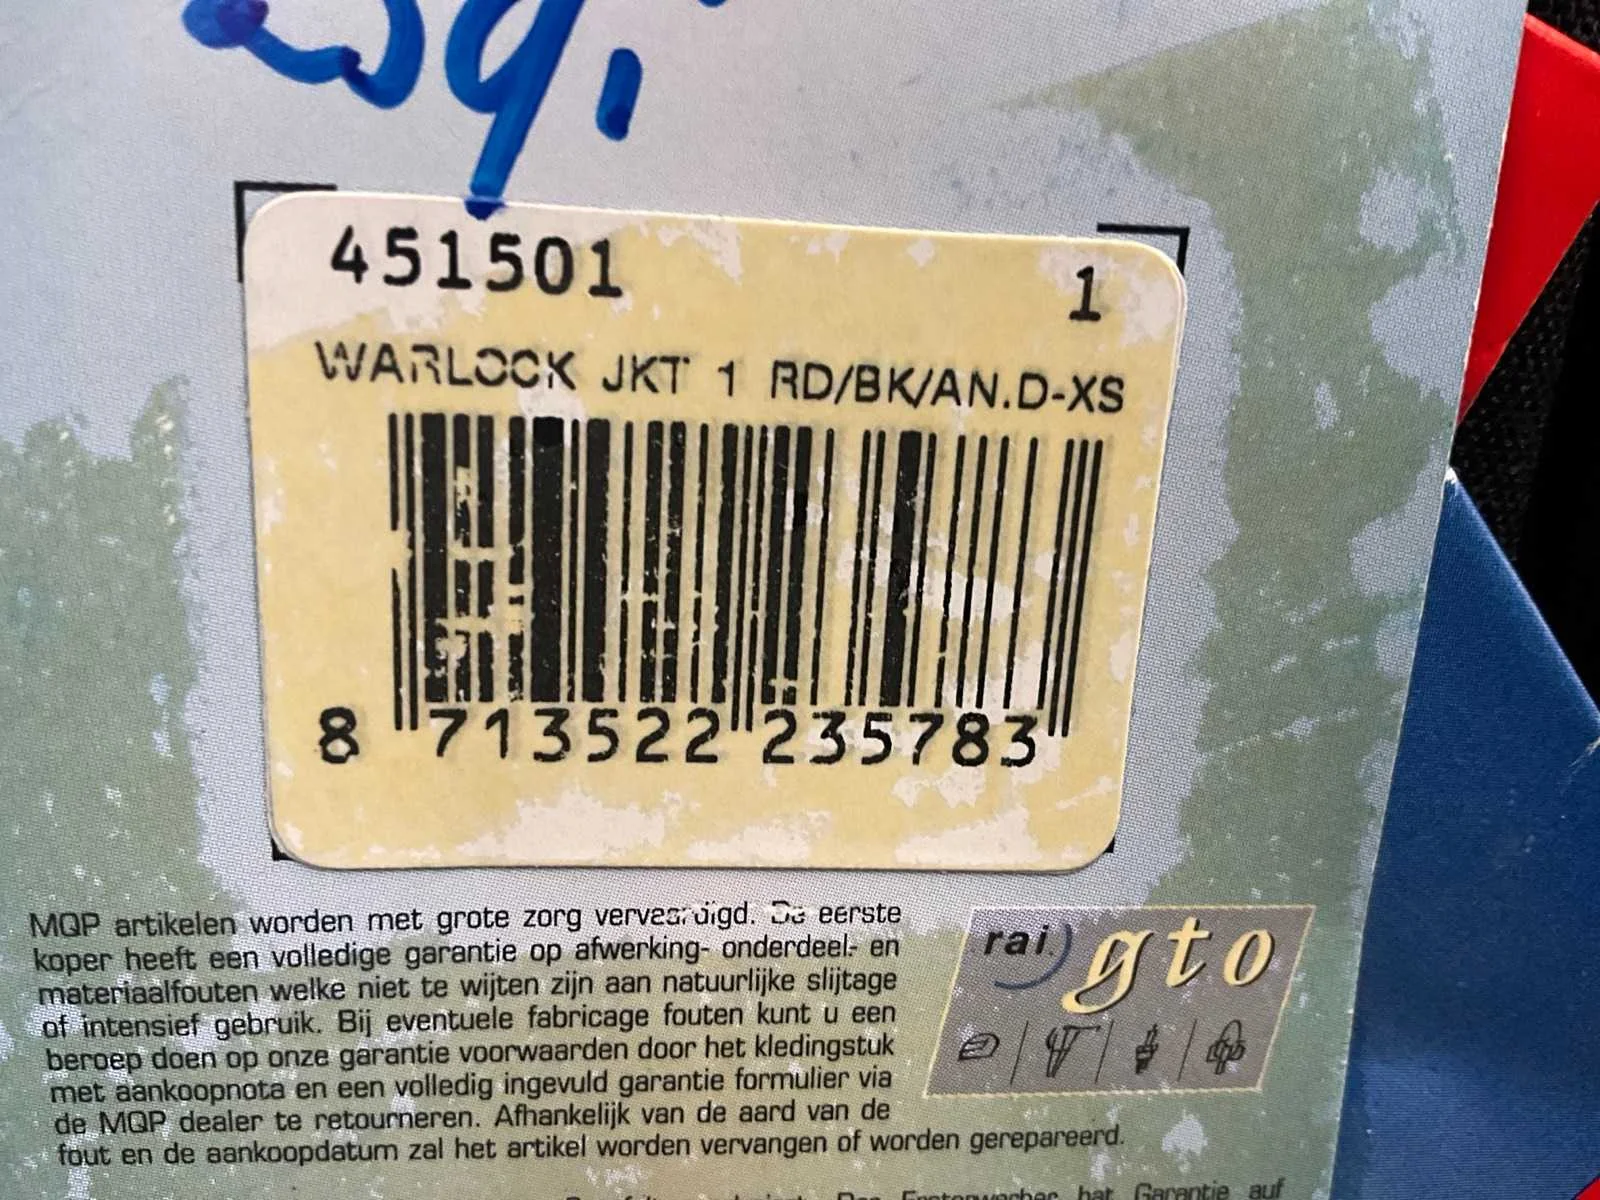 451501 1
WARLOCK JKT 1 RD/BK/AN.D-XS
8 713522 235783
MQP artikelen worden met grote zorg vervaardigd. De eerste
koper heeft een volledige garantie op afwerking- onderdeel- en
materiaalfouten welke niet te wijten zijn aan natuurlijke slijtage
of intensief gebruik. Bij eventuele fabricage fouten kunt u een
beroep doen op onze garantie voorwaarden door het kledingstuk
met aankoopnota en een volledig ingevuld garantie formulier via
de MQP dealer te retourneren. Afhankelijk van de aard van de
fout en de aankoopdatum zal het artikel worden vervangen of worden gerepareerd.
rai gto
hat Garantie auf